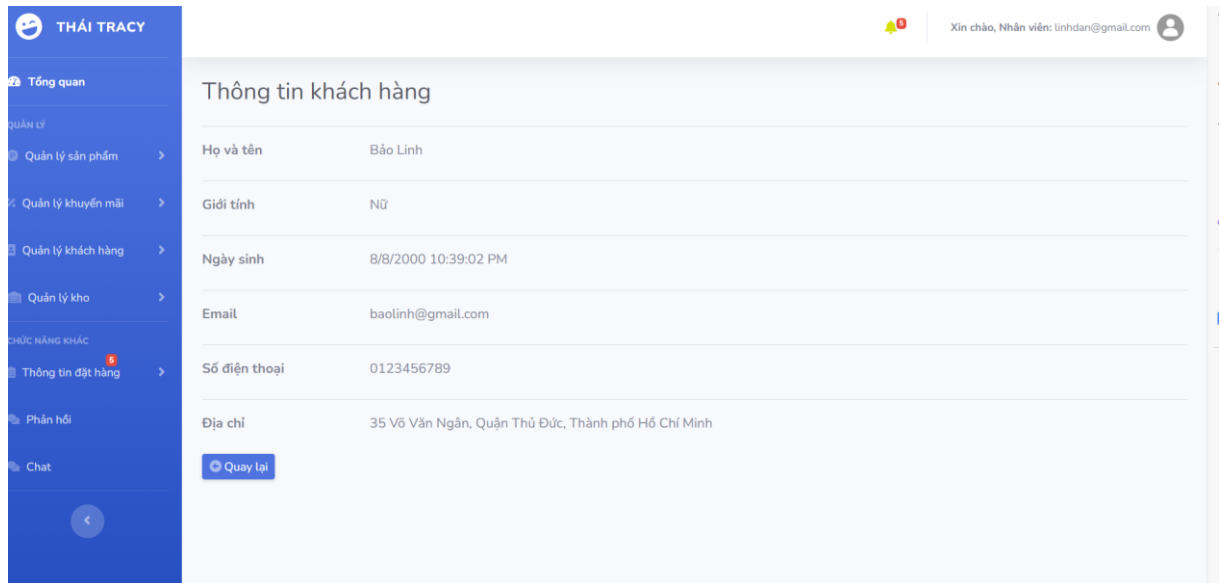 THÁI TRACY
5
Xin chào, Nhân viên: linhdan@gmail.com
Tổng quan
QUẢN LÝ
Quản lý sản phẩm
Quản lý khuyến mãi
Quản lý khách hàng
Quản lý kho
CHỨC NĂNG KHÁC
5
Thông tin đặt hàng
Phản hồi
Chat
Thông tin khách hàng
Họ và tên Bảo Linh
Giới tính Nữ
Ngày sinh 8/8/2000 10:39:02 PM
Email baolinh@gmail.com
Số điện thoại 0123456789
Địa chỉ 35 Võ Văn Ngân, Quận Thủ Đức, Thành phố Hồ Chí Minh
Quay lại